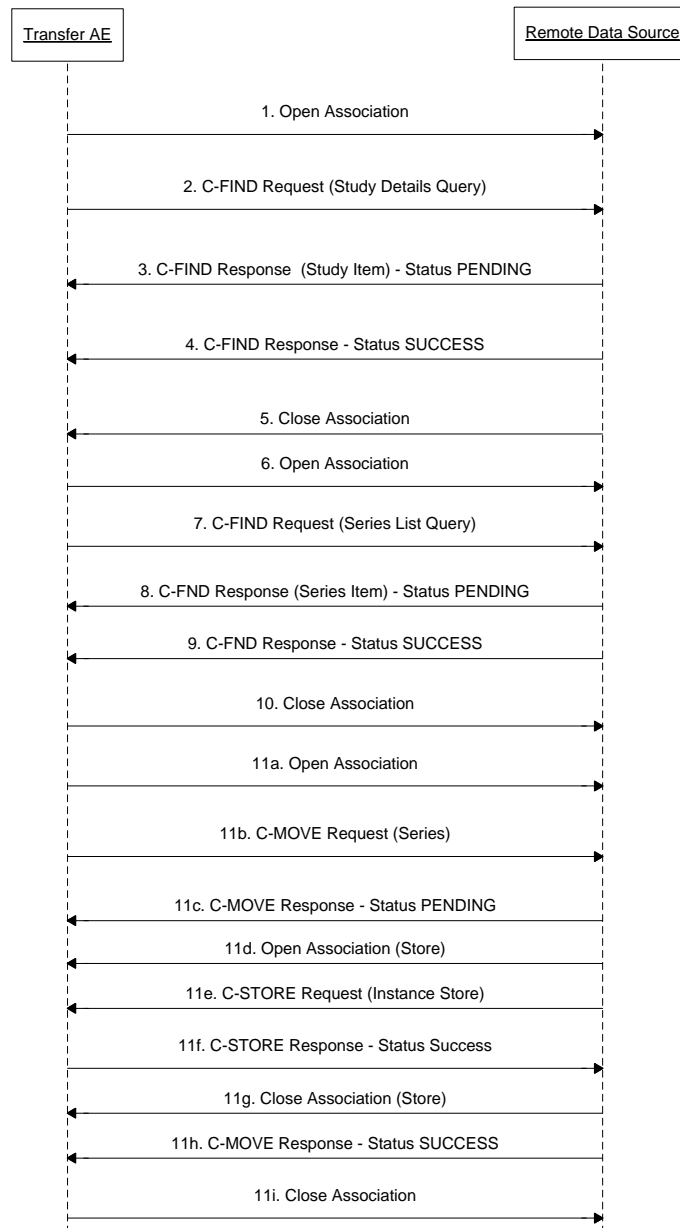 Transfer AE
Remote Data Source
1. Open Association
2. C-FIND Request (Study Details Query)
3. C-FIND Response  (Study Item) - Status PENDING
4. C-FIND Response - Status SUCCESS
5. Close Association
6. Open Association
7. C-FIND Request (Series List Query)
8. C-FND Response (Series Item) - Status PENDING
9. C-FND Response - Status SUCCESS
10. Close Association
11a. Open Association
11b. C-MOVE Request (Series)
11c. C-MOVE Response - Status PENDING
11d. Open Association (Store)
11e. C-STORE Request (Instance Store)
11f. C-STORE Response - Status Success
11g. Close Association (Store)
11h. C-MOVE Response - Status SUCCESS
11i. Close Association